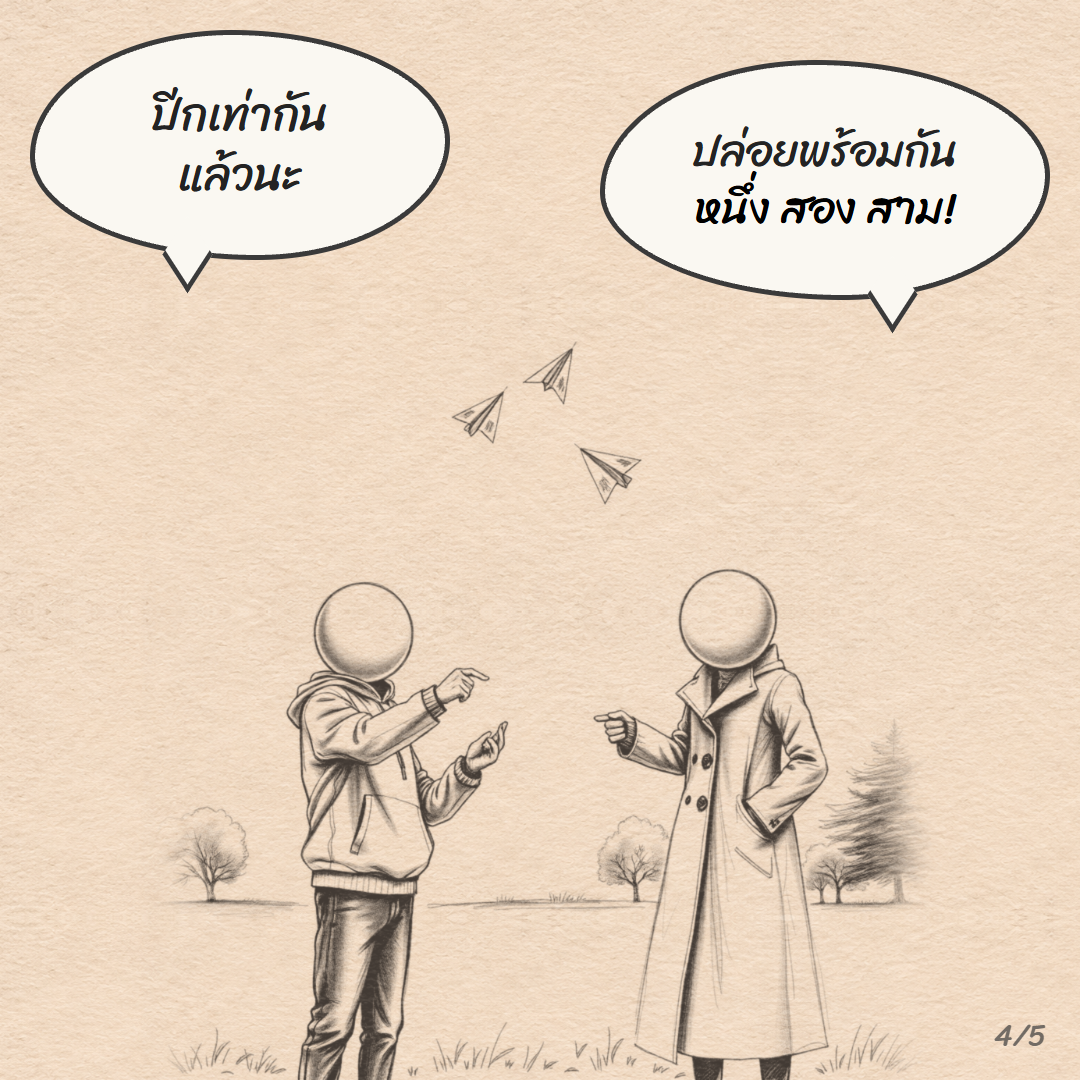 ปีกเท่ากัน
แล้วนะ
ปล่อยพร้อมกัน
หนึ่ง สอง สาม!
4/5